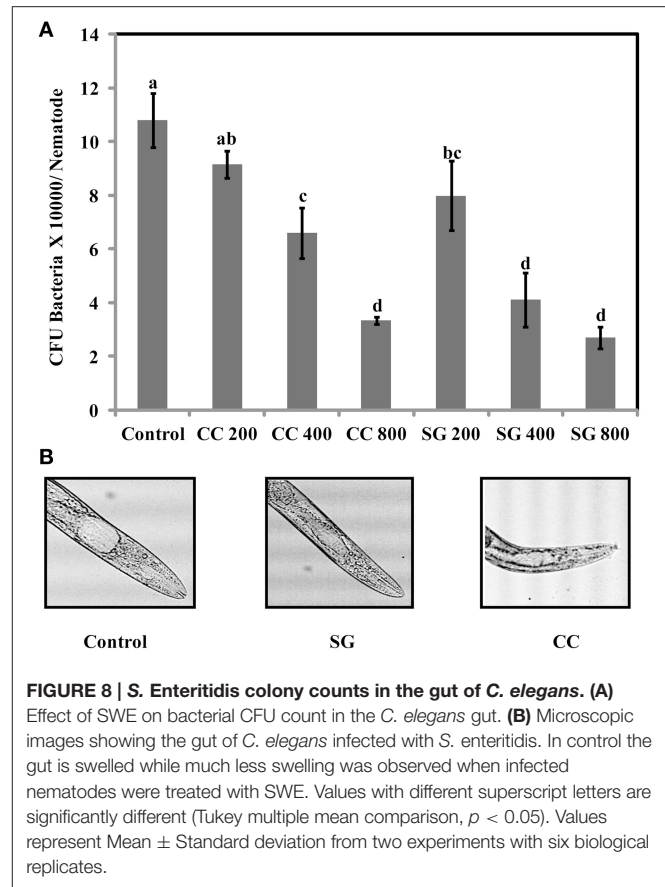 A
14
12
10
8
6
4
2
0
CFU Bacteria X 10000/ Nematode
a
ab
c
d
bc
d
d
Control CC 200 CC 400 CC 800 SG 200 SG 400 SG 800
B
Control SG CC
FIGURE 8 | S. Enteritidis colony counts in the gut of C. elegans. (A)
Effect of SWE on bacterial CFU count in the C. elegans gut. (B) Microscopic
images showing the gut of C. elegans infected with S. enteritidis. In control the
gut is swelled while much less swelling was observed when infected
nematodes were treated with SWE. Values with different superscript letters are
significantly different (Tukey multiple mean comparison, p < 0.05). Values
represent Mean ± Standard deviation from two experiments with six biological
replicates.